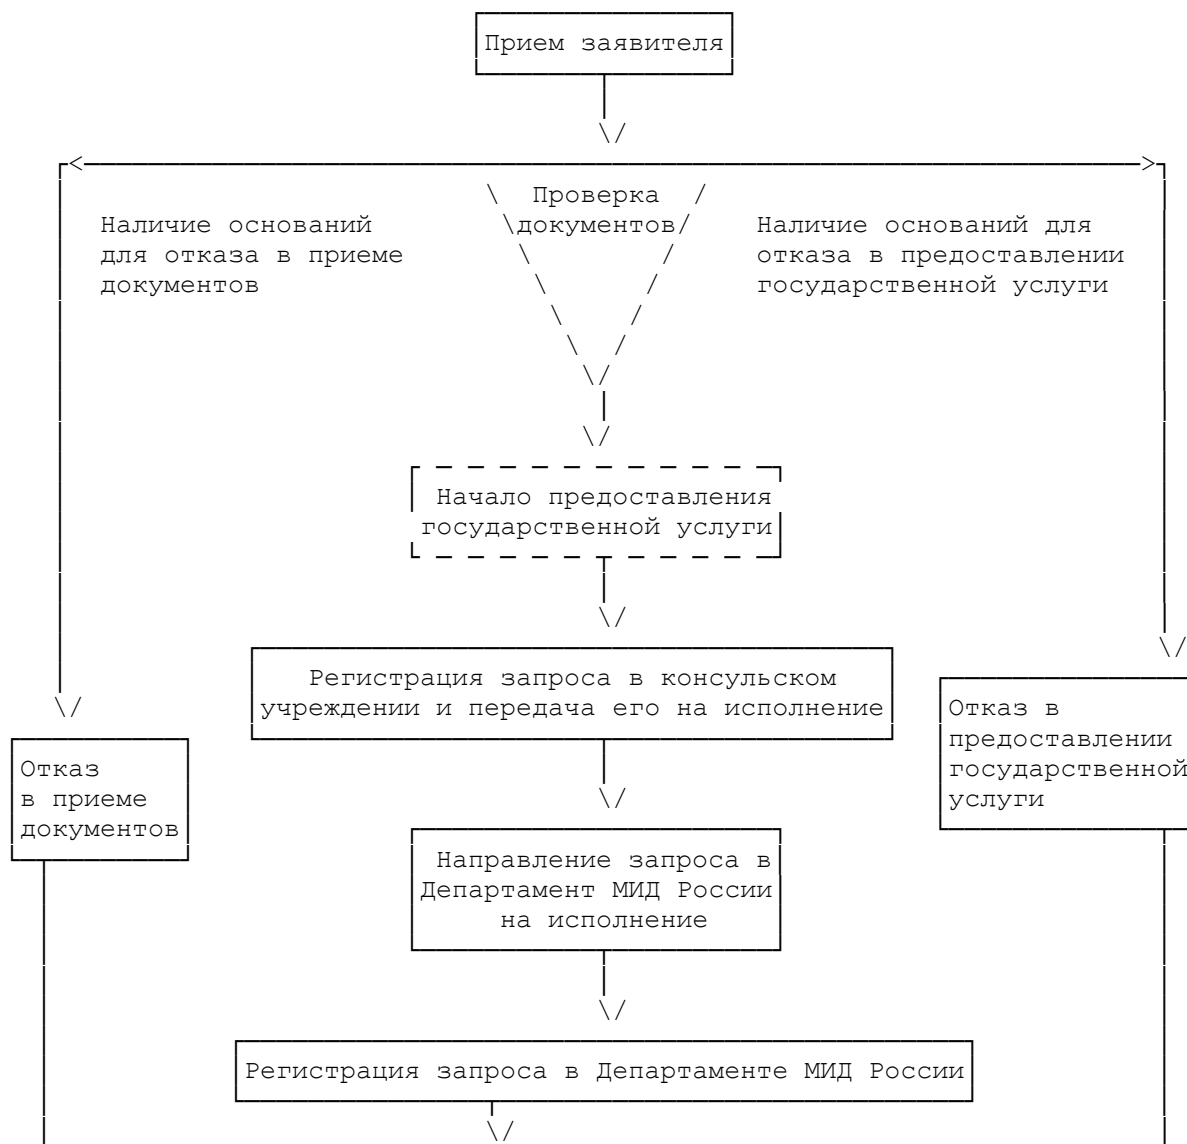 Прием заявителя
Проверка
документов
Наличие оснований
для отказа в приеме
документов
Наличие оснований для
отказа в предоставлении
государственной услуги
Начало предоставления
государственной услуги
Регистрация запроса в консульском
учреждении и передача его на исполнение
Отказ в
предоставлении
государственной
услуги
Отказ
в приеме
документов
Направление запроса в
Департамент МИД России
на исполнение
Регистрация запроса в Департаменте МИД России